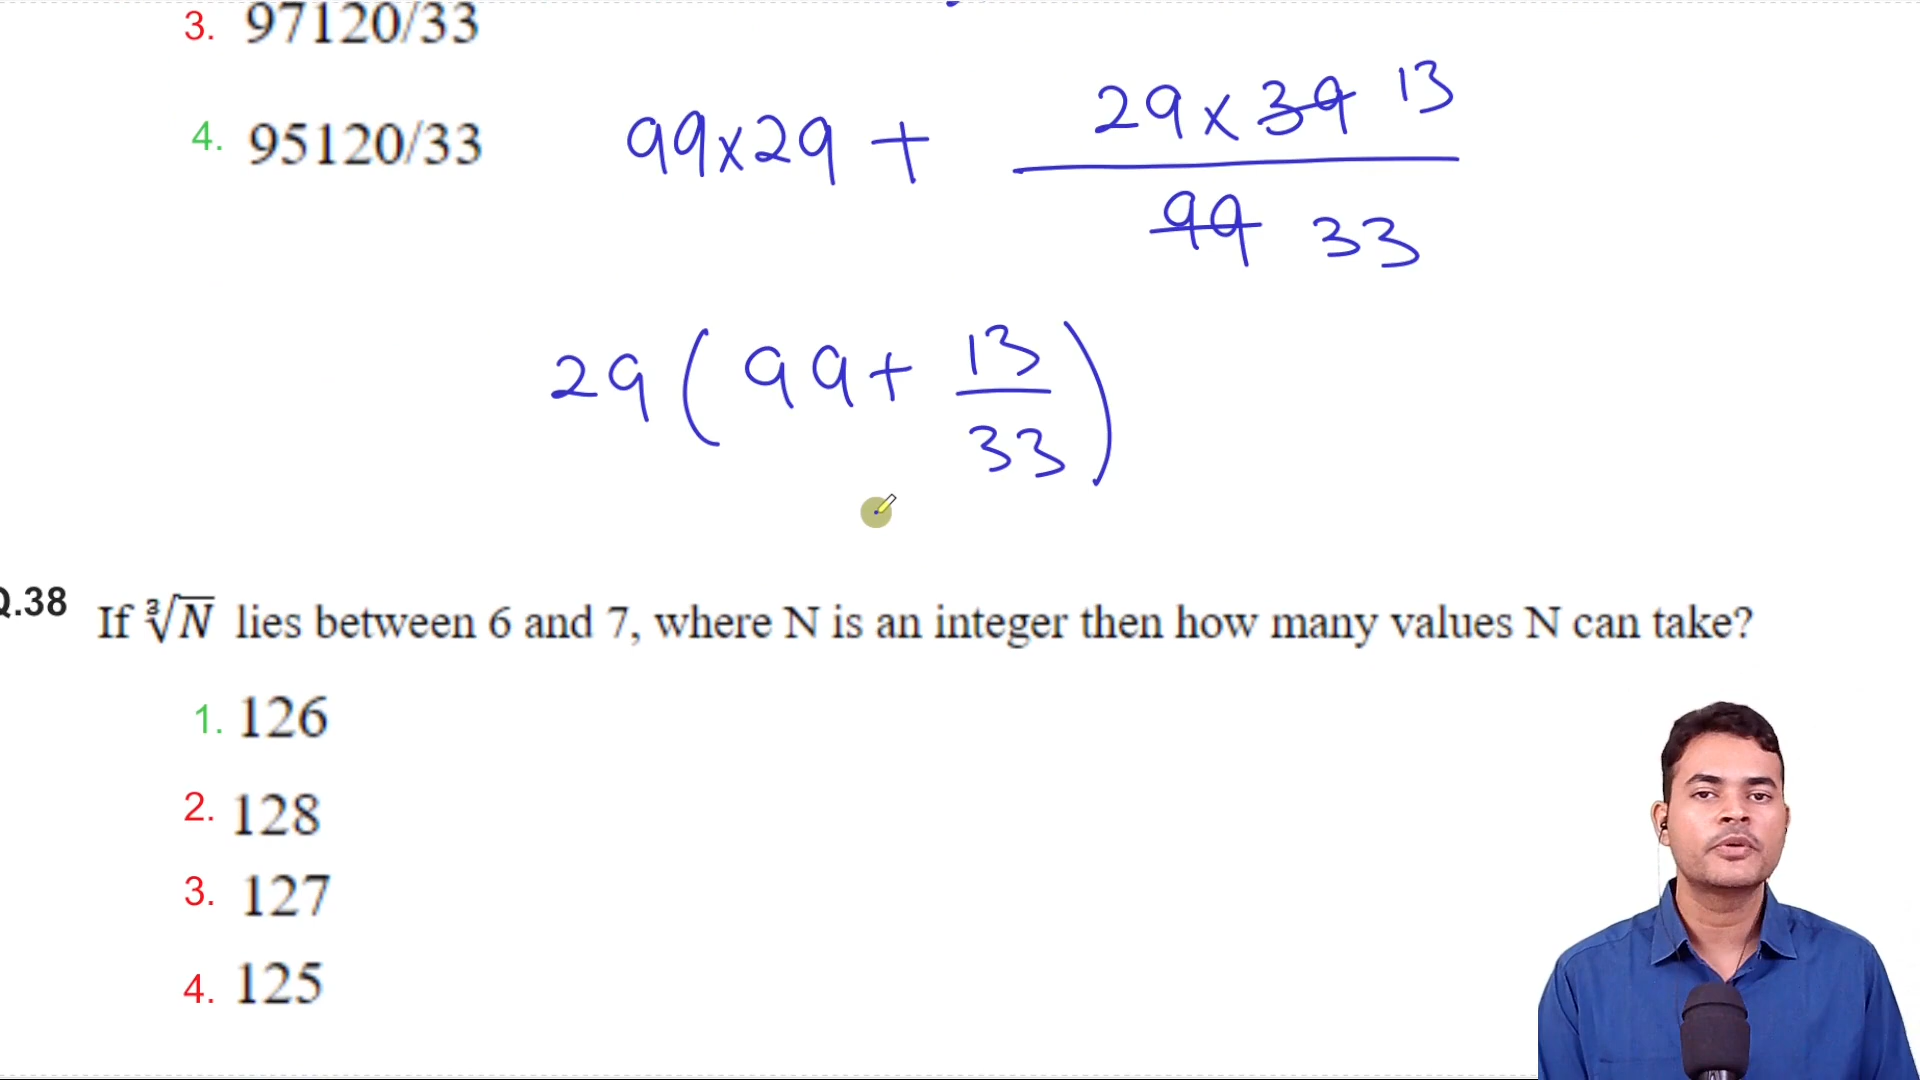 3. 97120/33
4. 95120/33
99x29 + 29 x 39 13
99 33
29 ( 99 + 13
33 )
Q.38 If ∛N lies between 6 and 7, where N is an integer then how many values N can take?
1. 126
2. 128
3. 127
4. 125